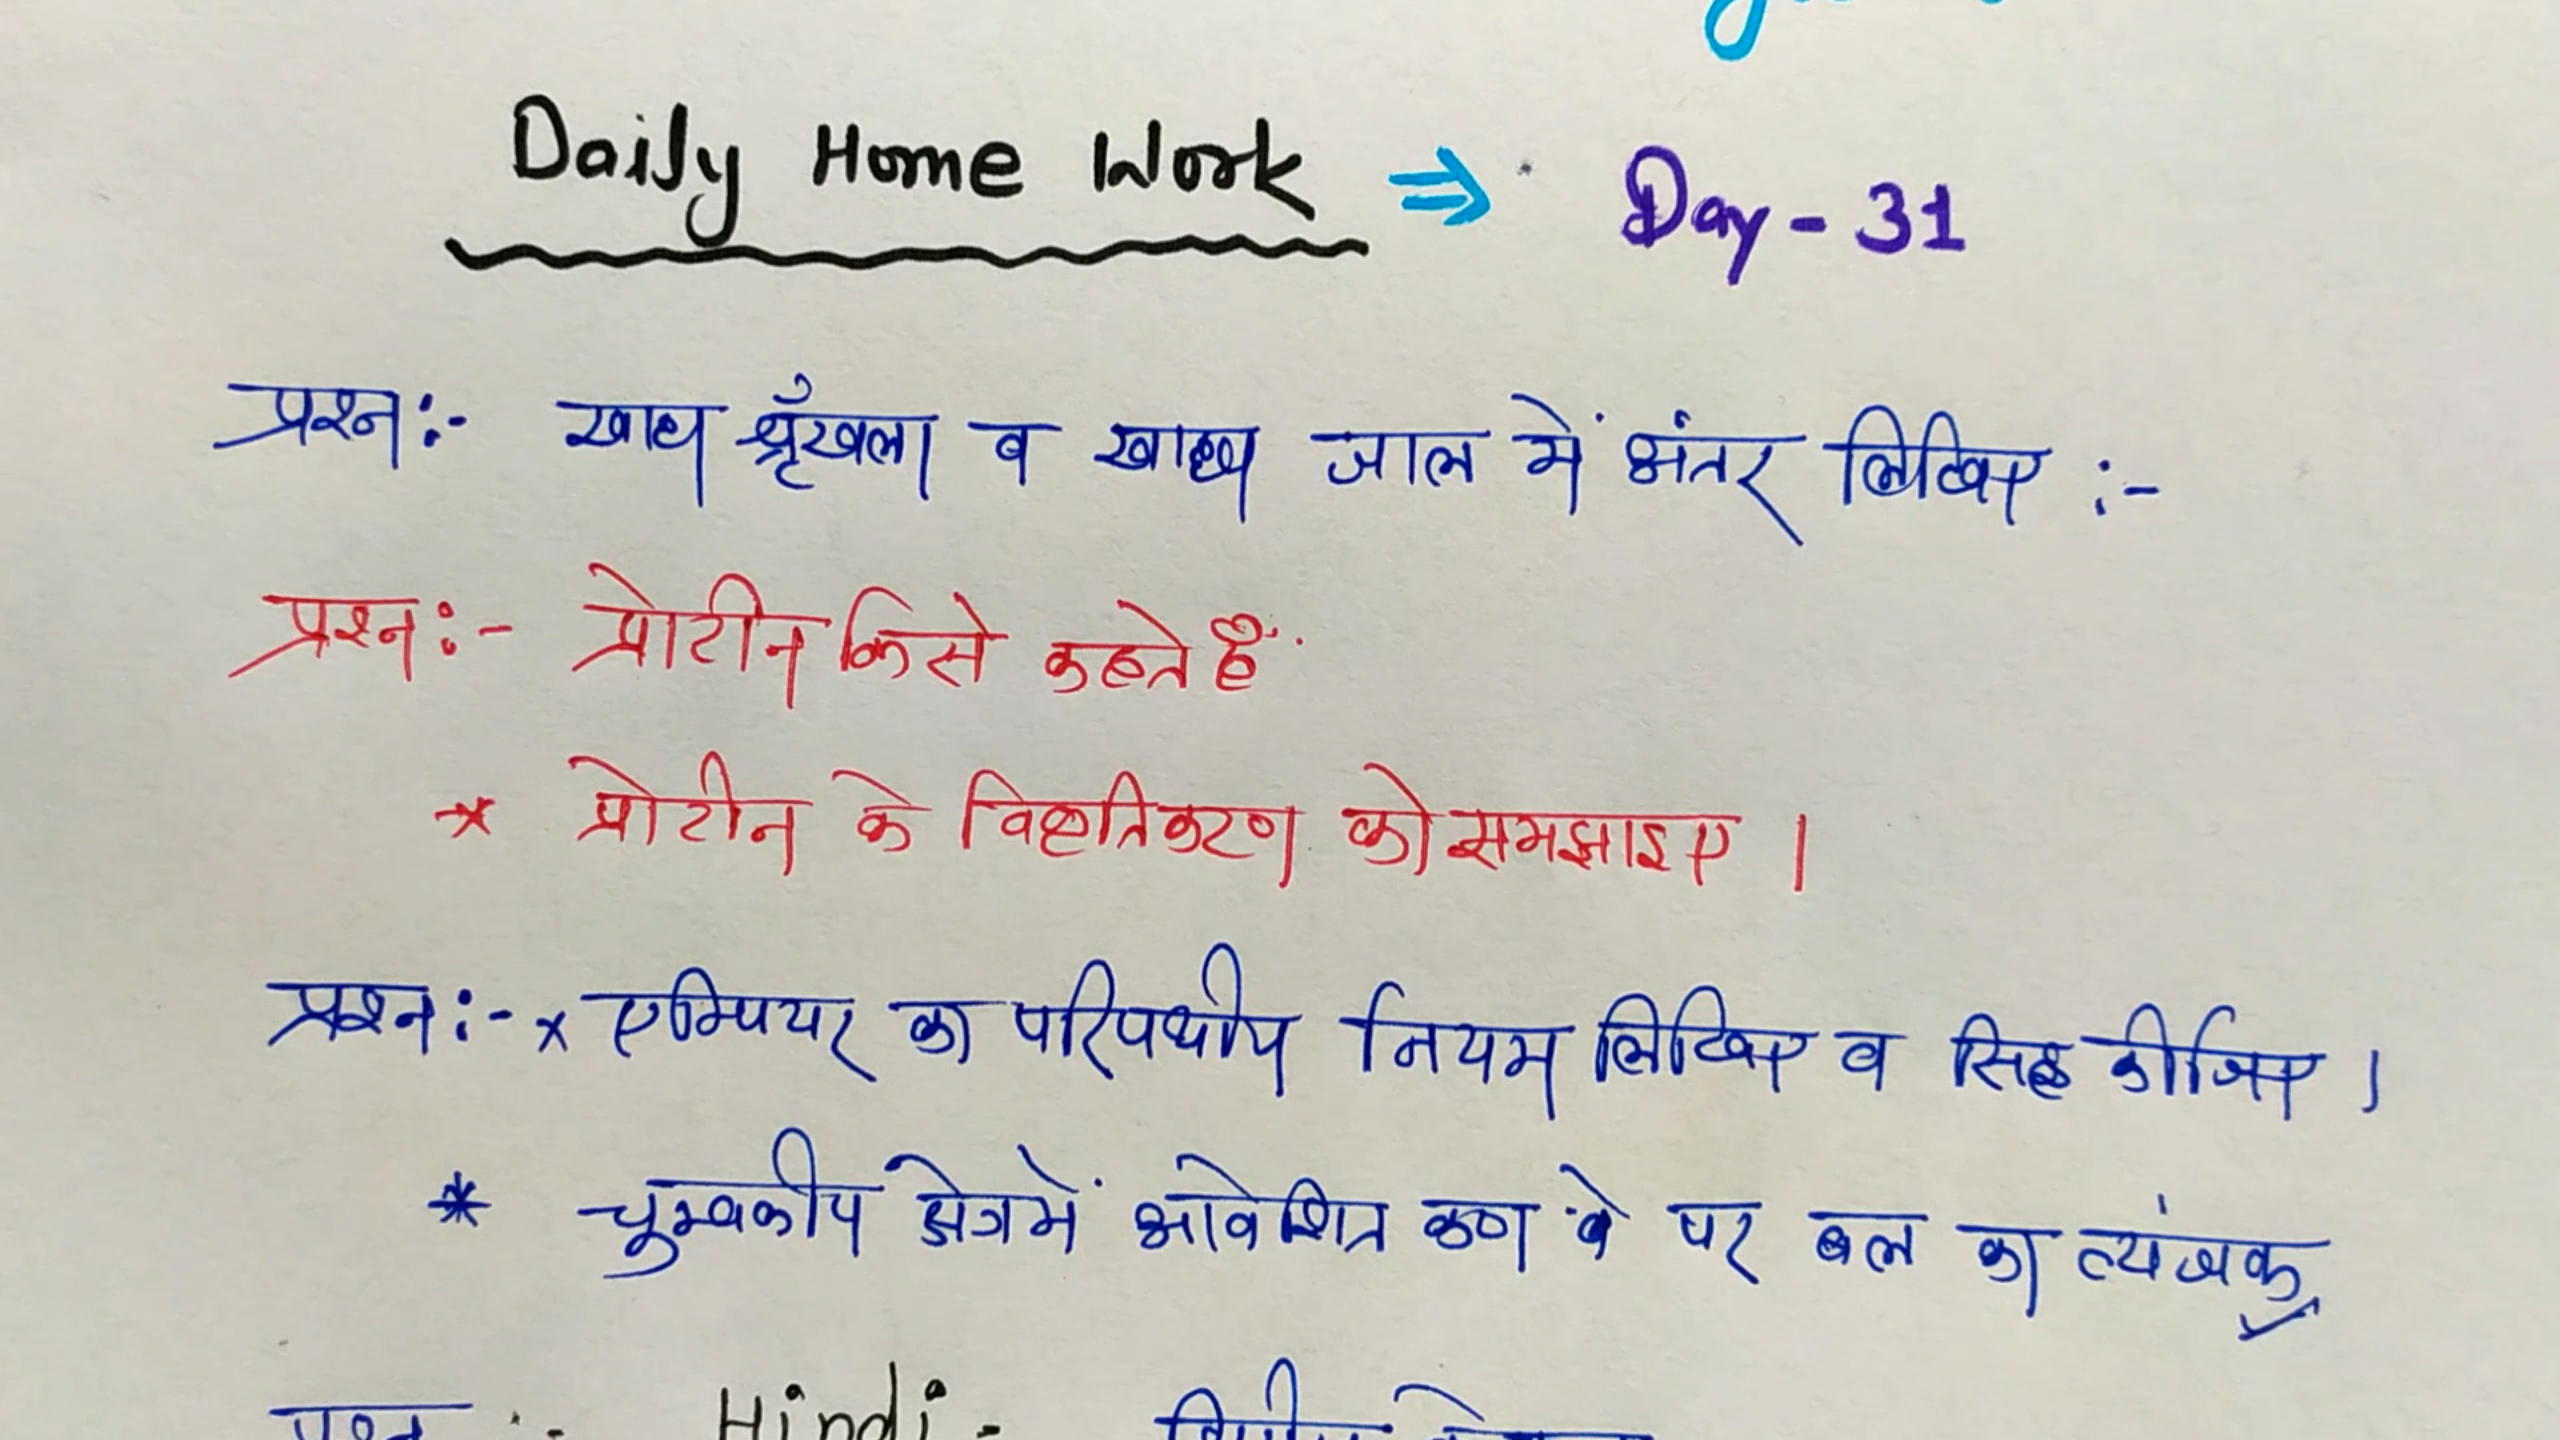 Daily Home Work ⇒ Day - 31
प्रश्न:- खाद्य श्रृँखला व खाद्य जाल में अंतर लिखिए :-
प्रश्न:- प्रोटीन किसे कहते हैं
* प्रोटीन के विकृतिकरण को समझाइए ।
प्रश्न:- * एम्पियर का परिपथीय नियम लिखिए व सिद्ध कीजिए ।
* चुम्बकीय क्षेत्र में आवेशित कण पर बल का व्यंजक
प्रश्न :- Hindi :-